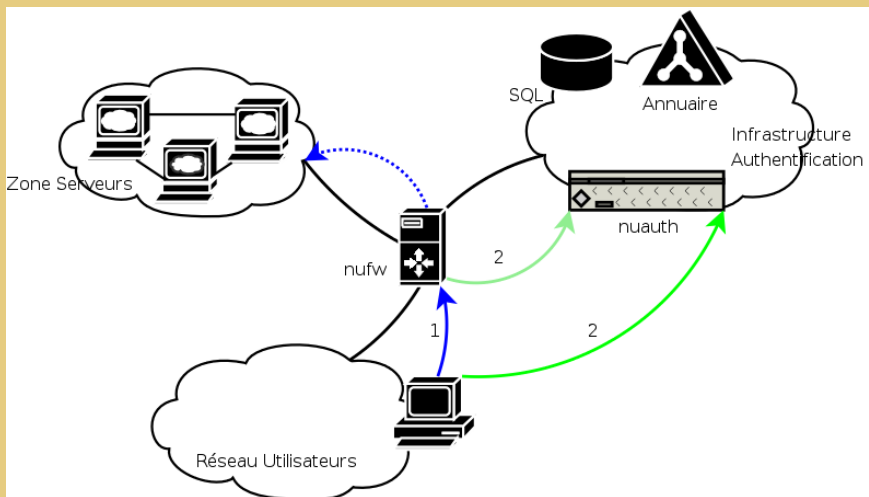 SQL
Annuaire
Infrastructure
Authentification
Zone Serveurs
nuauth
nufw
2
1
2
Réseau Utilisateurs